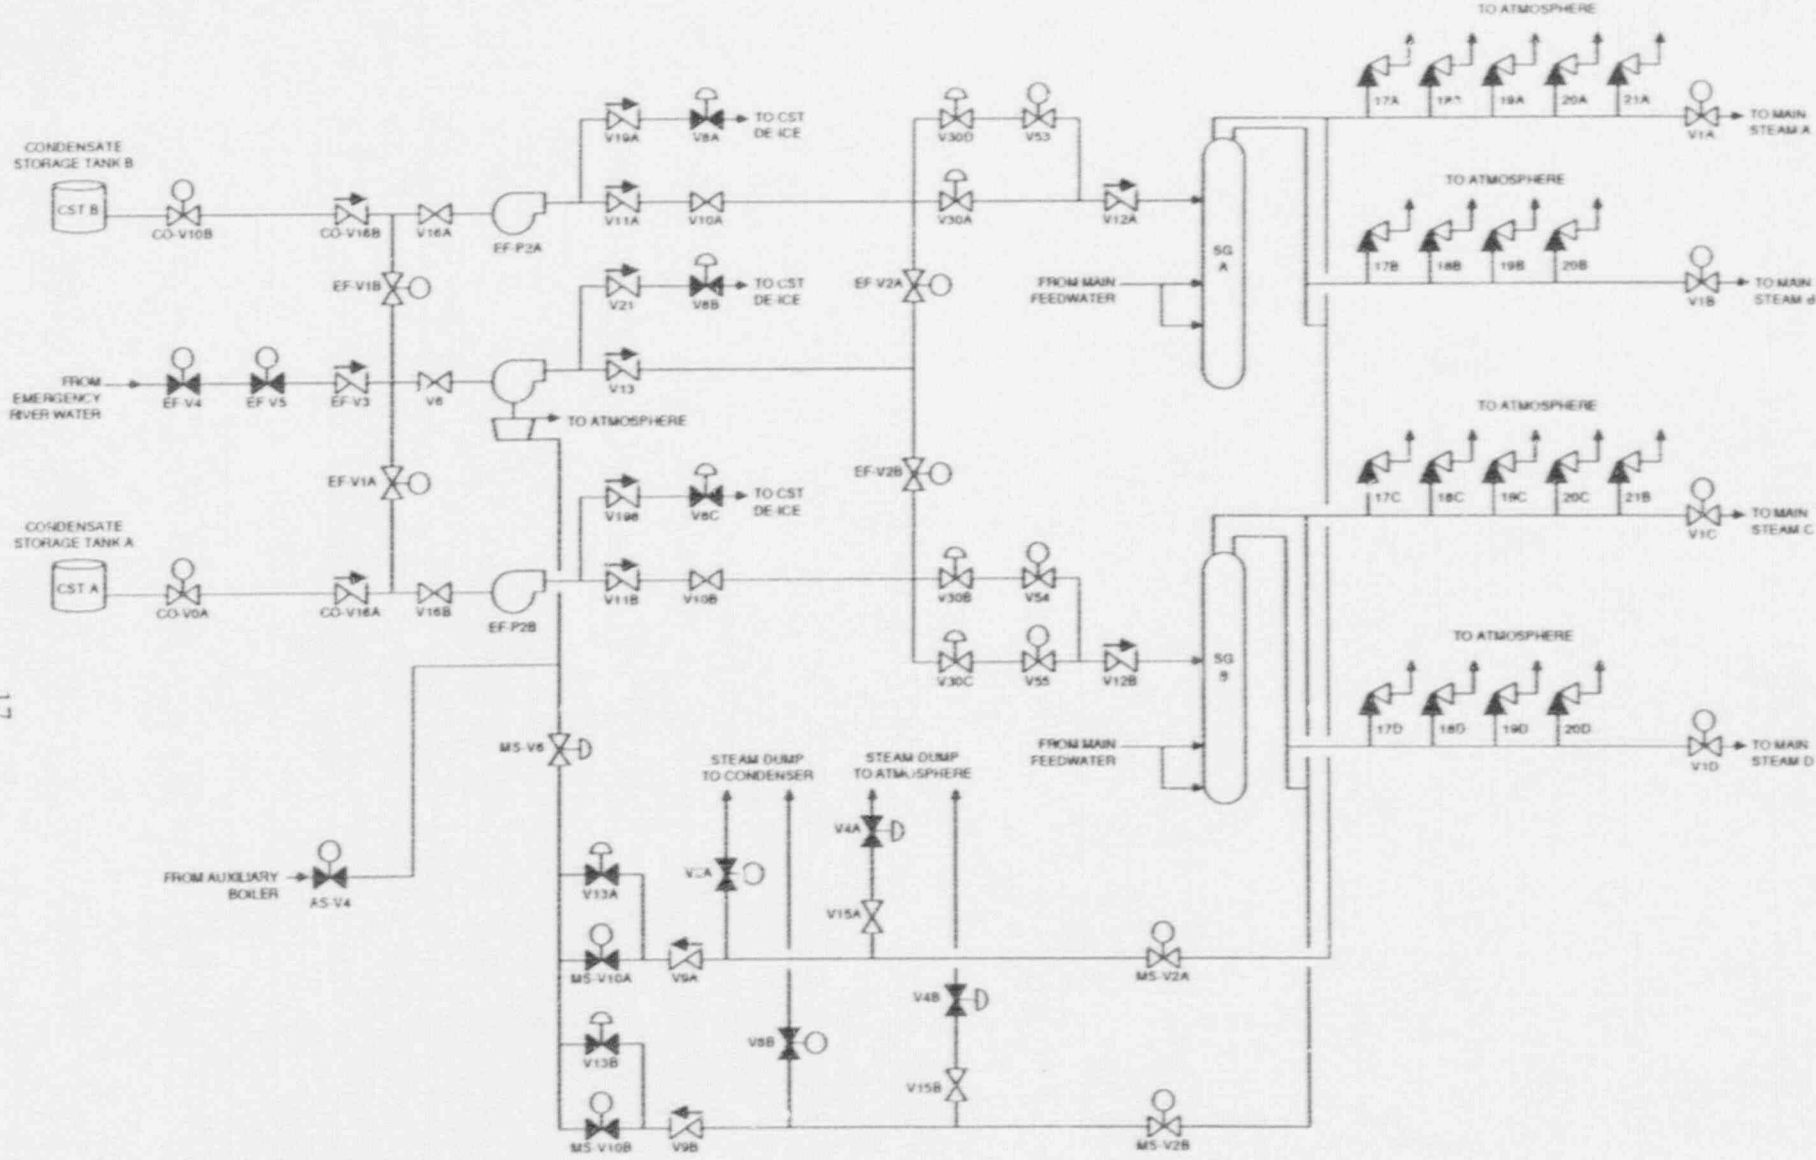 TO ATMOSPHERE
17A
19A
20A
21A
V1A
TO MAIN
STEAM A
V19A
V8A
TO CST
DE-ICE
V30D
V53
CONDENSATE
STORAGE TANK B
CST B
CO-V10B
CO-V16B
V16A
EF-P2A
V11A
V10A
V30A
V12A
SG
A
TO ATMOSPHERE
17B
18B
19B
20B
V1B
TO MAIN
STEAM B
EF-V1B
V21
V8B
TO CST
DE-ICE
EF-V2A
FROM MAIN
FEEDWATER
FROM
EMERGENCY
RIVER WATER
EF-V4
EF-V5
EF-V3
V6
V13
TO ATMOSPHERE
TO ATMOSPHERE
17C
18C
19C
20C
21B
V1C
TO MAIN
STEAM C
EF-V1A
V198
V8C
TO CST
DE-ICE
EF-V2B
CONDENSATE
STORAGE TANK A
CST A
CO-V0A
CO-V16A
V16B
EF-P2B
V11B
V10B
V30B
V54
V30C
V55
V12B
SG
TO ATMOSPHERE
17D
18D
19D
20D
V1D
TO MAIN
STEAM D
FROM MAIN
FEEDWATER
17
MS-V6
STEAM DUMP
TO CONDENSER
STEAM DUMP
TO ATMOSPHERE
V4A
FROM AUXILIARY
BOILER
AS-V4
V13A
V15A
MS-V10A
V9A
MS-V2A
V4B
V13B
V8B
V15B
MS-V10B
V9B
MS-V2B